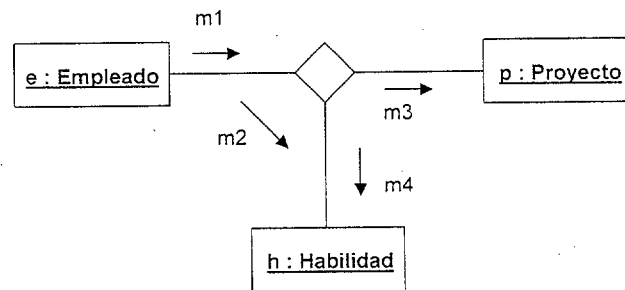 m1
e : Empleado
p : Proyecto
m3
m2
m4
h : Habilidad